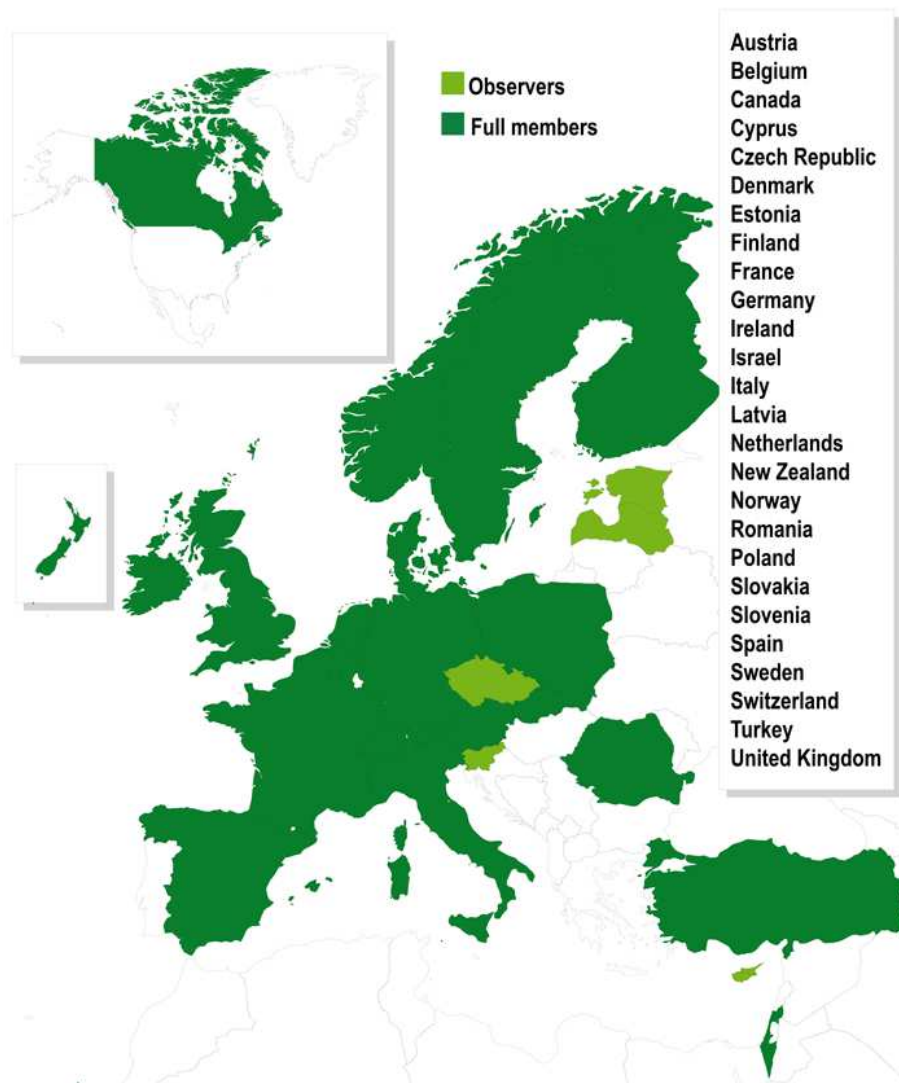 Observers
Full members
Austria
Belgium
Canada
Cyprus
Czech Republic
Denmark
Estonia
Finland
France
Germany
Ireland
Israel
Italy
Latvia
Netherlands
New Zealand
Norway
Romania
Poland
Slovakia
Slovenia
Spain
Sweden
Switzerland
Turkey
United Kingdom